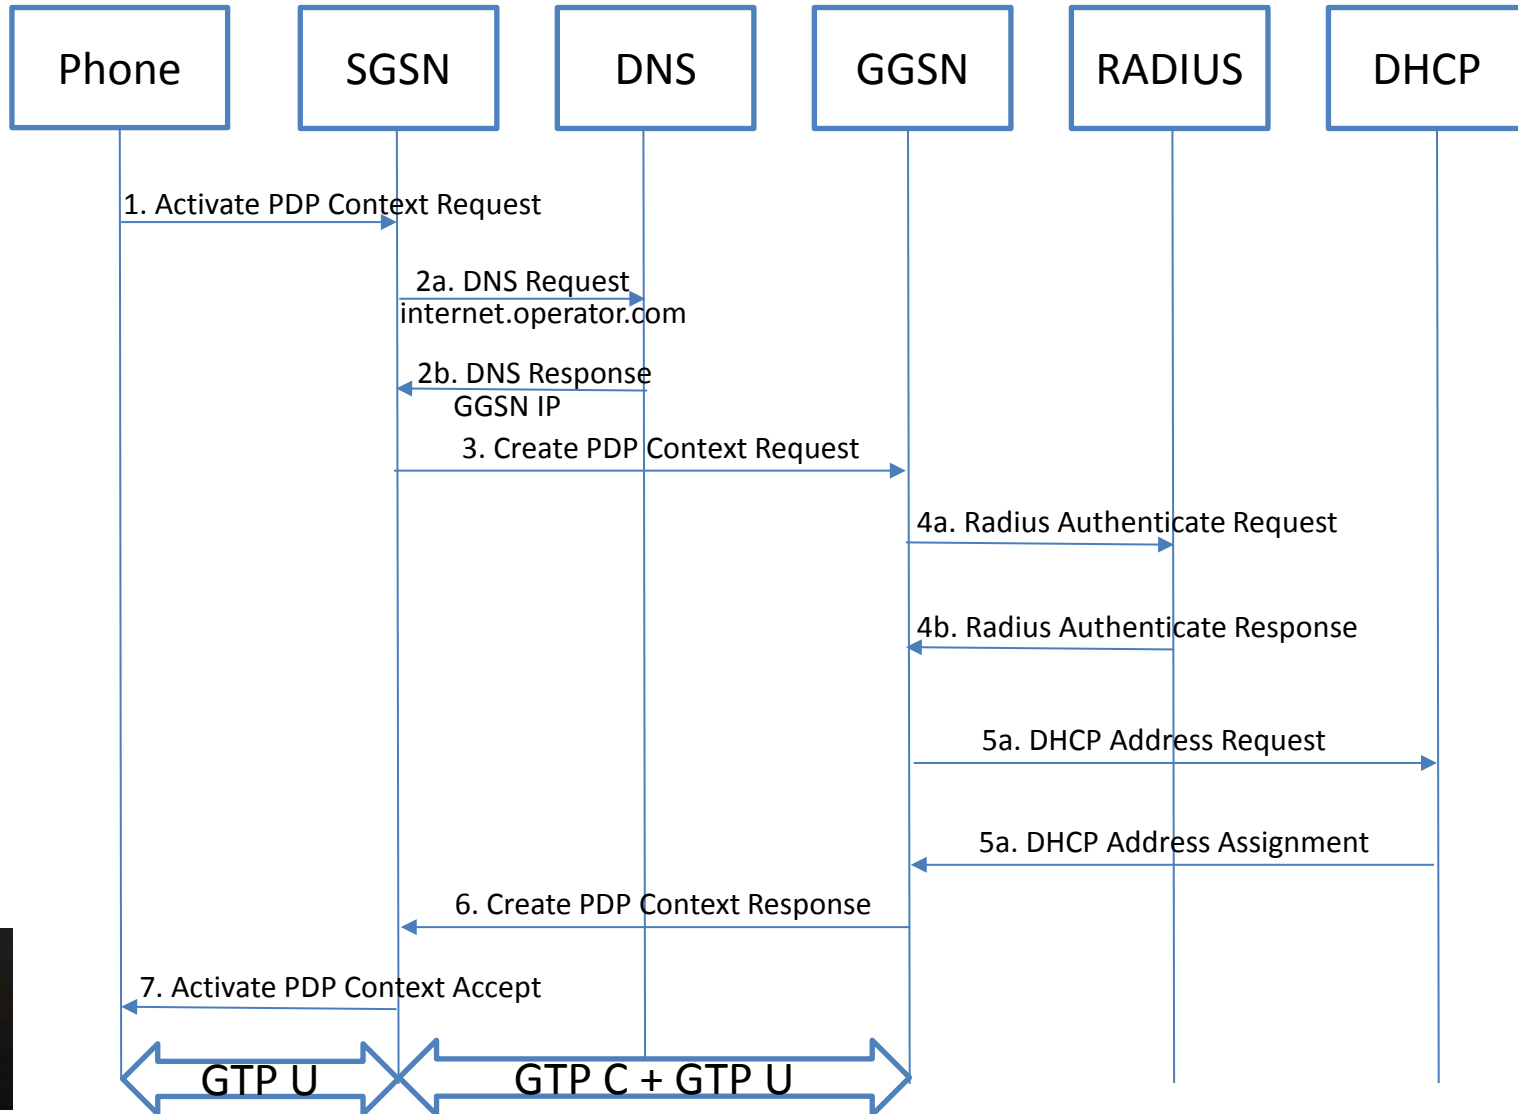 Phone
SGSN
DNS
GGSN
RADIUS
DHCP
1. Activate PDP Context Request
2a. DNS Request
internet.operator.com
2b. DNS Response
GGSN IP
3. Create PDP Context Request
4a. Radius Authenticate Request
4b. Radius Authenticate Response
5a. DHCP Address Request
5a. DHCP Address Assignment
6. Create PDP Context Response
7. Activate PDP Context Accept
GTP U
GTP C + GTP U